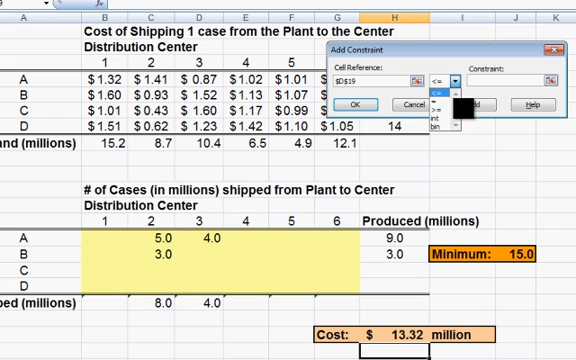 A B C D E F G H I J K
Cost of Shipping 1 case from the Plant to the Center
Distribution Center
1 2 3 4 5
A $ 1.32 $ 1.41 $ 0.87 $ 1.02 $ 1.01
B $ 1.60 $ 0.93 $ 1.52 $ 1.13 $ 1.07
C $ 1.01 $ 0.43 $ 1.60 $ 1.17 $ 0.99
D $ 1.51 $ 0.62 $ 1.23 $ 1.42 $ 1.10 $1.05 14
and (millions) 15.2 8.7 10.4 6.5 4.9 12.1
Add Constraint
Cell Reference: Constraint:
$D$19 <=
<=
=
>=
int
bin
OK Cancel Help
# of Cases (in millions) shipped from Plant to Center
Distribution Center
1 2 3 4 5 6 Produced (millions)
A 5.0 4.0 9.0
B 3.0 3.0 Minimum: 15.0
C
D
ped (millions) 8.0 4.0
Cost: $ 13.32 million